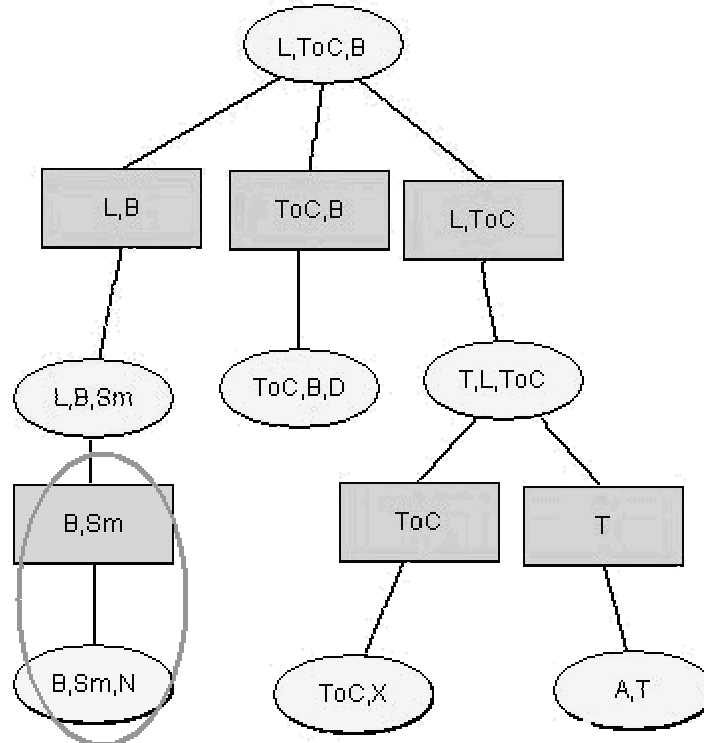 L,ToC,B
L,B
ToC,B
L,ToC
L,B,Sm
ToC,B,D
T,L,ToC
B,Sm
ToC
T
B,Sm,N
ToC,X
A,T